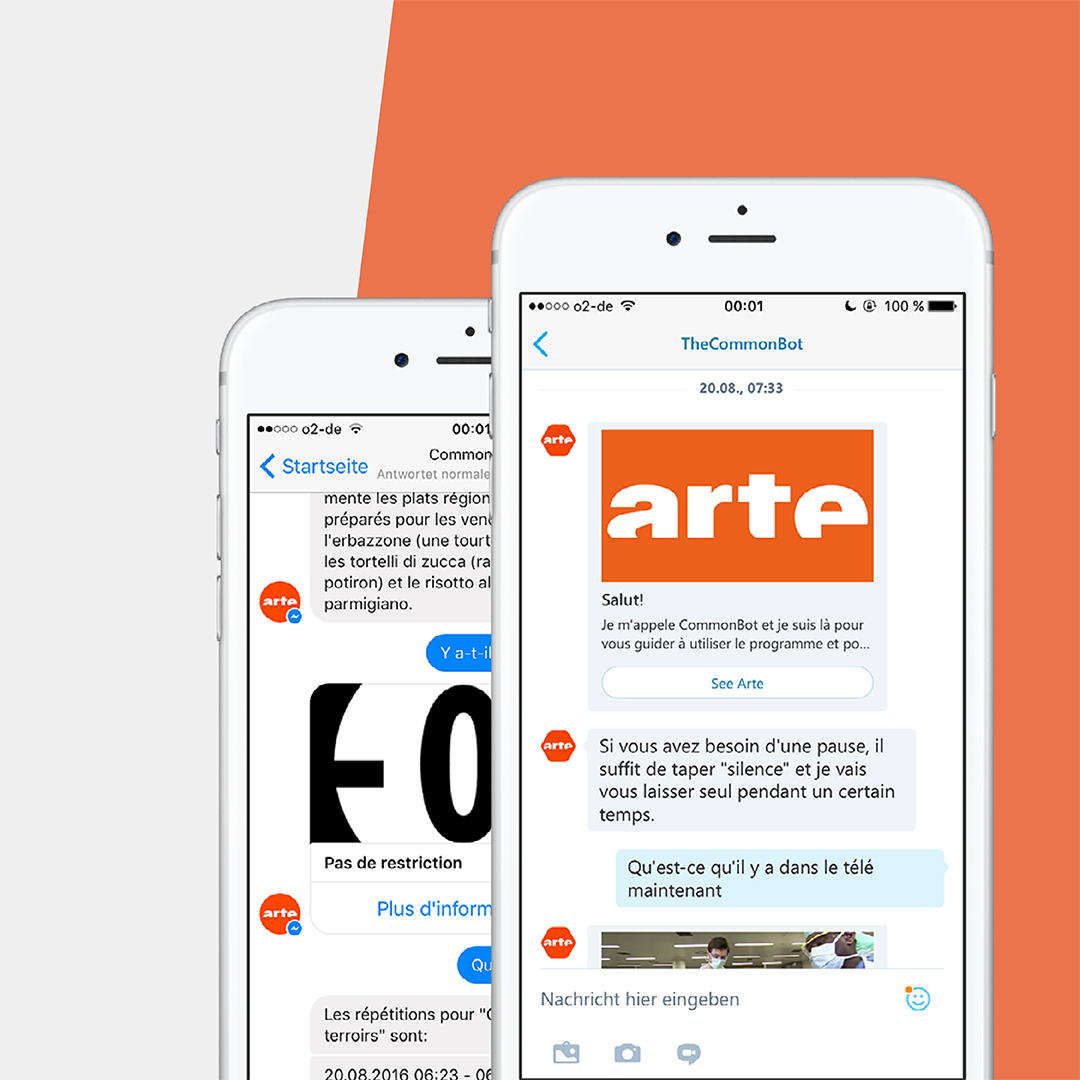 o2-de 00:01
Startseite
Common
Antwortet normale
mente les plats région
préparés pour les ven
l'erbazzone (une tourt
les tortelli di zucca (ra
potiron) et le risotto al
parmigiano.
arte
Y a-t-il
Pas de restriction
Plus d'inform
arte
Qu
Les répétitions pour "C
terroirs" sont:
20.08.2016 06:23 - 06
o2-de 00:01 100 %
TheCommonBot
20.08., 07:33
arte
arte
Salut!
Je m'appele CommonBot et je suis là pour
vous guider à utiliser le programme et po...
See Arte
arte
Si vous avez besoin d'une pause, il
suffit de taper "silence" et je vais
vous laisser seul pendant un certain
temps.
Qu'est-ce qu'il y a dans le télé
maintenant
arte
Nachricht hier eingeben